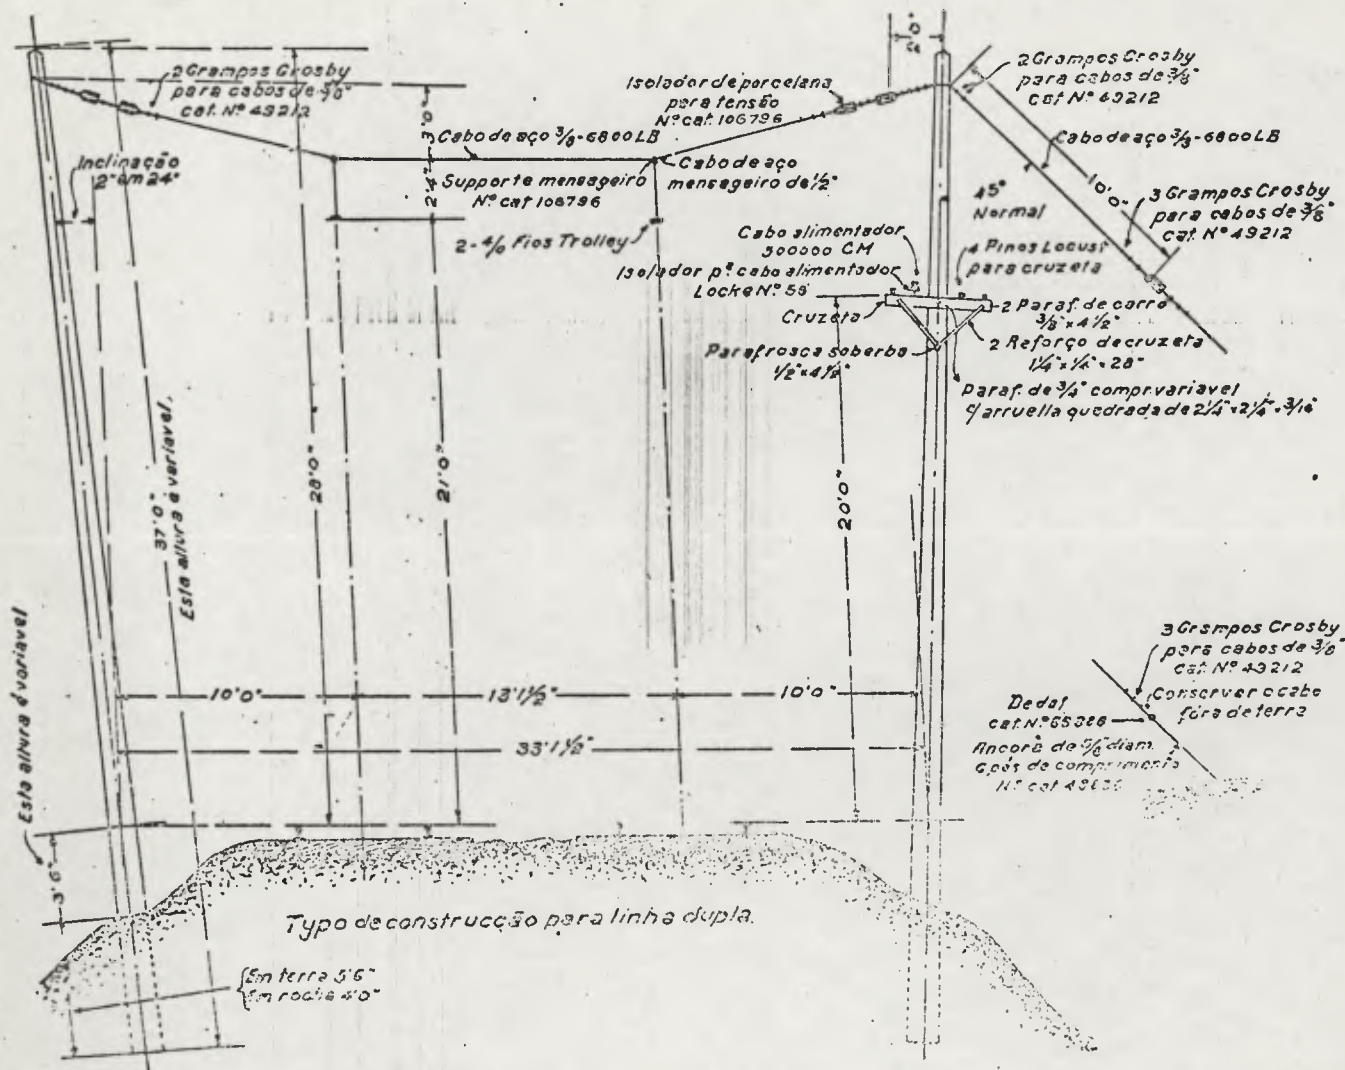 2 Grampos Crosby
para cabos de 3/8"
cat. Nº 49212
Inclinação
2" em 24"
Cabo de aço 3/8-6800LB
3'0"
2'4"
Supporte mensageiro
Nº cat 106796
2-4/0 Fios Trolley
Isolador de porcelana
para tensão
Nº cat. 106796
Cabo de aço
mensageiro de 1/2"
2 Grampos Crosby
para cabos de 3/8"
cat. Nº 49212
Cabo de aço 3/8-6800LB
10'0"
45°
Normal
3 Grampos Crosby
para cabos de 3/8"
cat. Nº 49212
Cabo alimentador
500000 CM
Isolador pª cabo alimentador
Locke Nº 56
Cruzeta
4 Pinos Locust
para cruzeta
2 Paraf. de carro
3/8" x 4 1/2"
Paraf rosca soberba
1/2" x 4 1/2"
2 Reforço de cruzeta
1 1/4" x 1/4" x 28"
Paraf. de 3/4" compr. variavel
c/ arruella quadrada de 2 1/4" x 2 1/4" x 3/16"
37'0"
Esta altura é variavel.
28'0"
21'0"
20'0"
Esta altura é variavel
3'6"
10'0"
13'1 1/2"
10'0"
33'1 1/2"
3 Grampos Crosby
para cabos de 3/8"
cat. Nº 49212
Dedal
cat. Nº 65386
Conservar o cabo
fóra de terra
Ancora de 5/8" diam.
6 pés de comprimento
Nº cat
Typo de construcção para linha dupla.
Em terra 5'6"
Em rocha 4'0"